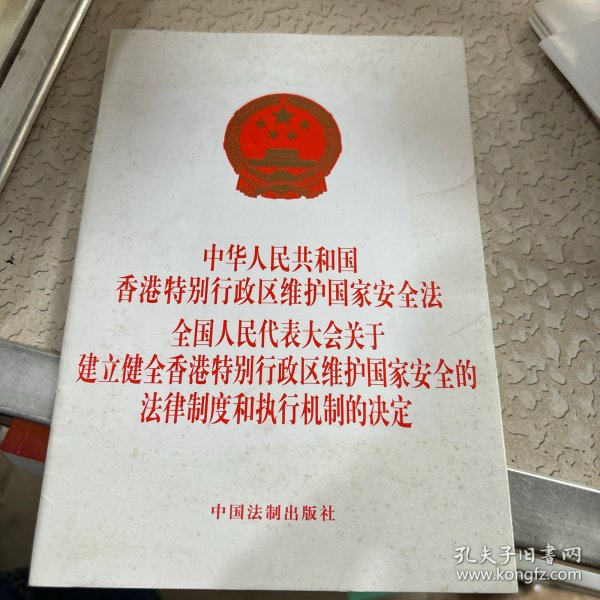 中华人民共和国
香港特别行政区维护国家安全法
全国人民代表大会关于
建立健全香港特别行政区维护国家安全的
法律制度和执行机制的决定
中国法制出版社
孔夫子旧书网
www.kongfz.com